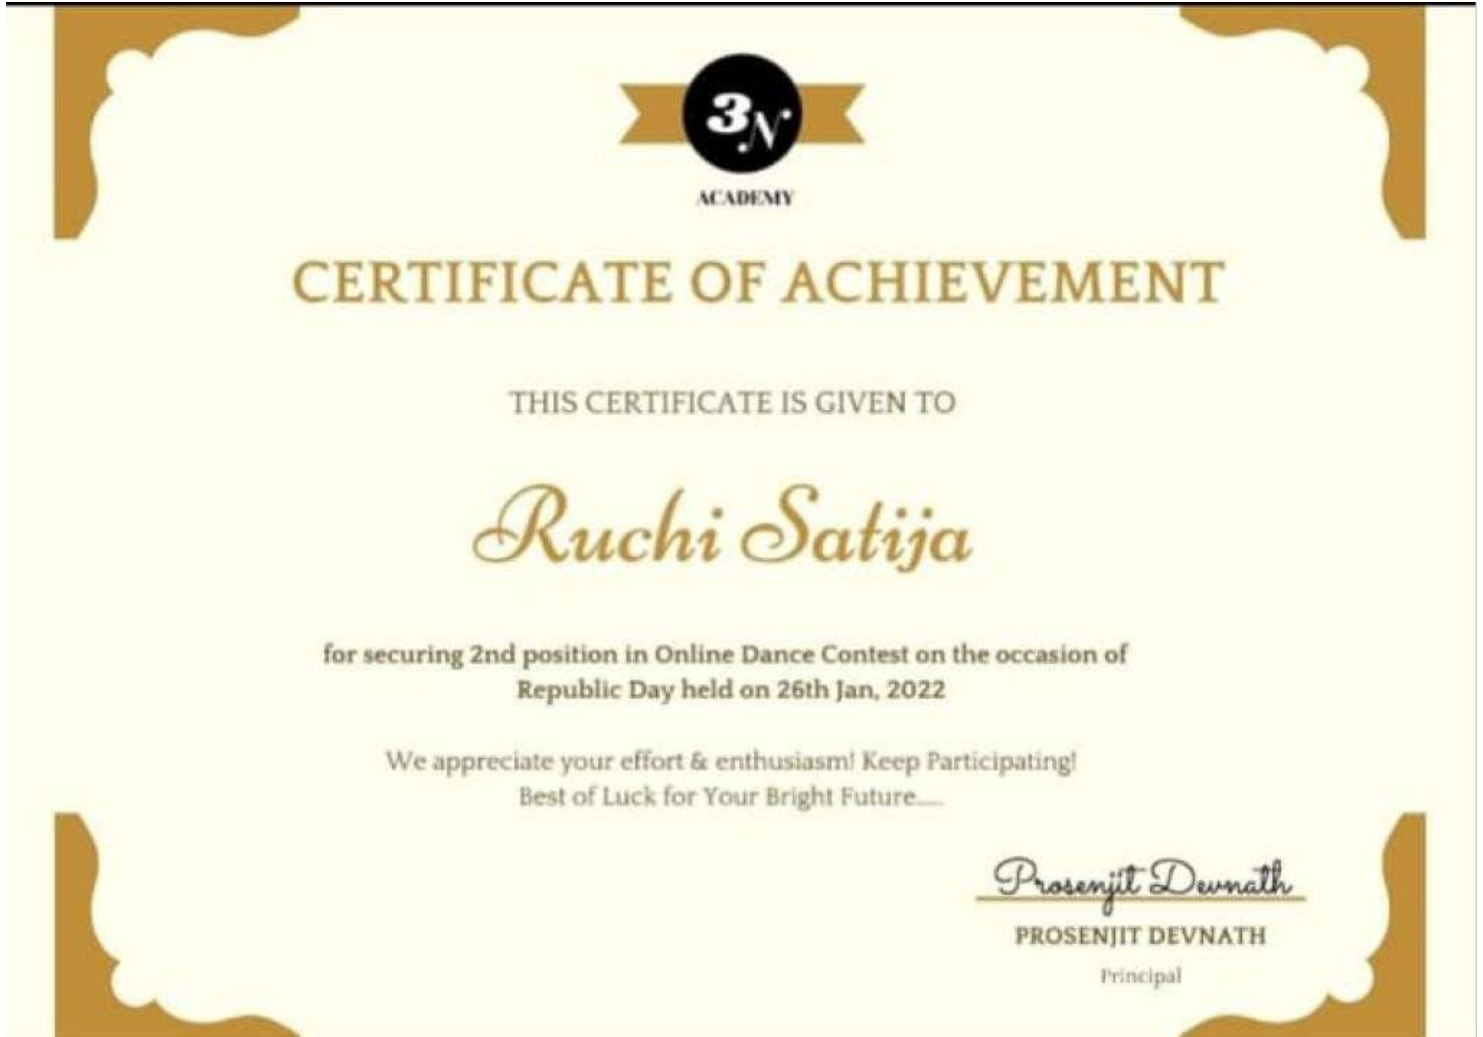 3N
ACADEMY
CERTIFICATE OF ACHIEVEMENT
THIS CERTIFICATE IS GIVEN TO
Ruchi Satija
for securing 2nd position in Online Dance Contest on the occasion of
Republic Day held on 26th Jan, 2022
We appreciate your effort & enthusiasm! Keep Participating!
Best of Luck for Your Bright Future.....
Prosenjit Devnath
PROSENJIT DEVNATH
Principal